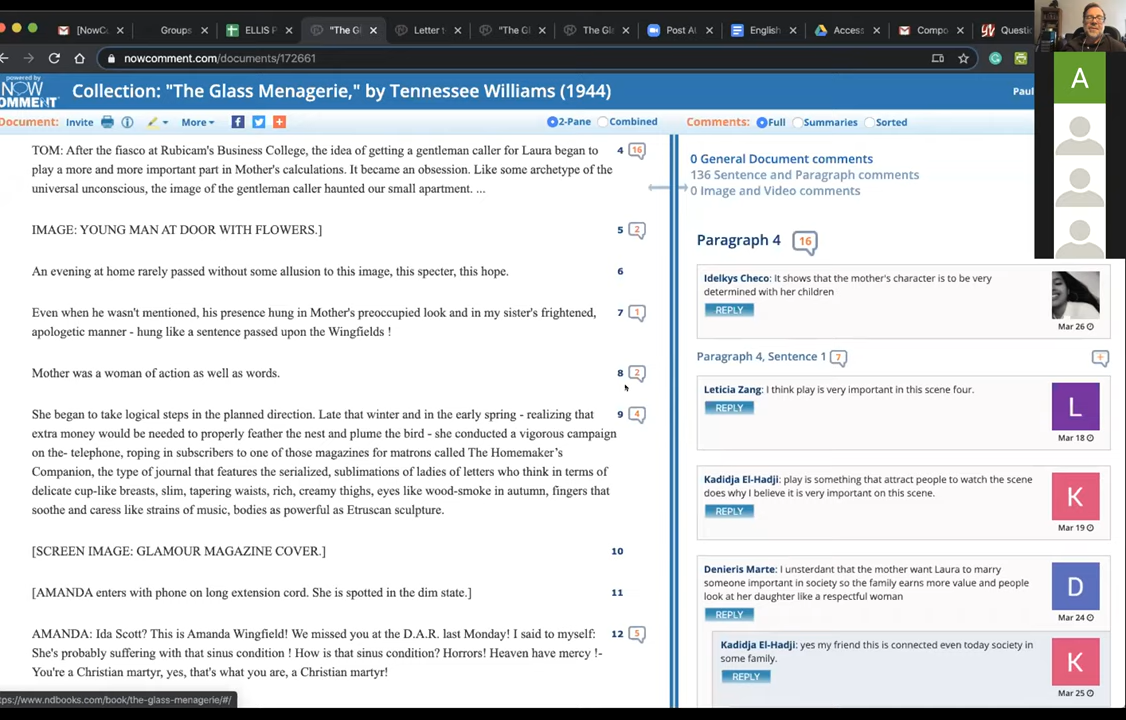 [NowCo
Groups
ELLIS P
"The Gl
Letter
"The Gl
The Gla
Post At
English
Access
Compo
Questio
nowcomment.com/documents/172661
powered by
NOW
COMMENT
Collection: "The Glass Menagerie," by Tennessee Williams (1944)
Paul
Document:
Invite
More
2-Pane
Combined
Comments:
Full
Summaries
Sorted
TOM: After the fiasco at Rubicam's Business College, the idea of getting a gentleman caller for Laura began to
4 16
play a more and more important part in Mother's calculations. It became an obsession. Like some archetype of the
universal unconscious, the image of the gentleman caller haunted our small apartment. ...
IMAGE: YOUNG MAN AT DOOR WITH FLOWERS.]
5 2
An evening at home rarely passed without some allusion to this image, this specter, this hope.
6
Even when he wasn't mentioned, his presence hung in Mother's preoccupied look and in my sister's frightened,
7 1
apologetic manner - hung like a sentence passed upon the Wingfields !
Mother was a woman of action as well as words.
8 2
She began to take logical steps in the planned direction. Late that winter and in the early spring - realizing that
9 4
extra money would be needed to properly feather the nest and plume the bird - she conducted a vigorous campaign
on the- telephone, roping in subscribers to one of those magazines for matrons called The Homemaker's
Companion, the type of journal that features the serialized, sublimations of ladies of letters who think in terms of
delicate cup-like breasts, slim, tapering waists, rich, creamy thighs, eyes like wood-smoke in autumn, fingers that
soothe and caress like strains of music, bodies as powerful as Etruscan sculpture.
[SCREEN IMAGE: GLAMOUR MAGAZINE COVER.]
10
[AMANDA enters with phone on long extension cord. She is spotted in the dim state.]
11
AMANDA: Ida Scott? This is Amanda Wingfield! We missed you at the D.A.R. last Monday! I said to myself:
12 5
She's probably suffering with that sinus condition ! How is that sinus condition? Horrors! Heaven have mercy !-
You're a Christian martyr, yes, that's what you are, a Christian martyr!
ttps://www.ndbooks.com/book/the-glass-menagerie/#/
0 General Document comments
136 Sentence and Paragraph comments
0 Image and Video comments
Paragraph 4 16
Idelkys Checo: It shows that the mother's character is to be very
determined with her children
REPLY
Mar 26
Paragraph 4, Sentence 1 7
Leticia Zang: I think play is very important in this scene four.
REPLY
L
Mar 18
Kadidja El-Hadji: play is something that attract people to watch the scene
does why I believe it is very important on this scene.
REPLY
K
Mar 19
Denieris Marte: I unsterdant that the mother want Laura to marry
someone important in society so the family earns more value and people
look at her daughter like a respectful woman
REPLY
D
Mar 24
Kadidja El-Hadji: yes my friend this is connected even today society in
some family.
REPLY
K
Mar 25
A